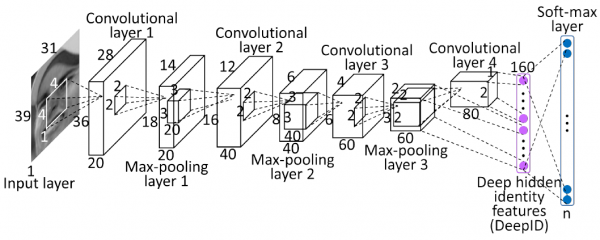 Convolutional
layer 1
Convolutional
layer 2
Convolutional
layer 3
Convolutional
layer 4
Soft-max
layer
31
39
4
4
1
1
Input layer
28
36
2
2
20
14
18
3
3
20
20
Max-pooling
layer 1
12
16
2
2
40
6
8
3
3
40
40
Max-pooling
layer 2
4
6
2
2
60
2
3
2
2
60
Max-pooling
layer 3
1
2
2
80
160
Deep hidden
identity
features
(DeepID)
n